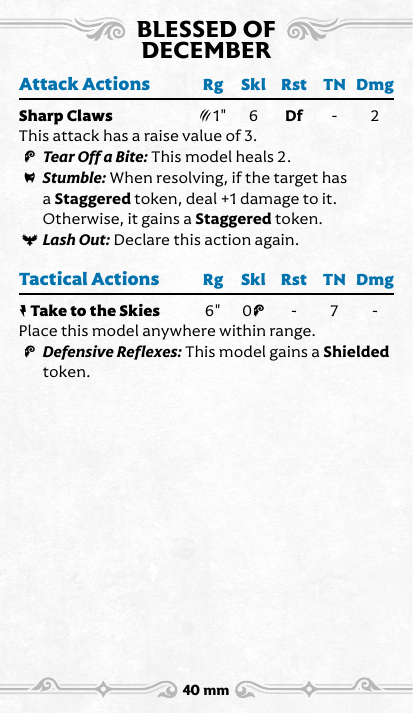 BLESSED OF
DECEMBER
Attack Actions Rg Skl Rst TN Dmg
Sharp Claws 1" 6 Df - 2
This attack has a raise value of 3.
Tear Off a Bite: This model heals 2.
Stumble: When resolving, if the target has
a Staggered token, deal +1 damage to it.
Otherwise, it gains a Staggered token.
Lash Out: Declare this action again.
Tactical Actions Rg Skl Rst TN Dmg
Take to the Skies 6" 0 - 7 -
Place this model anywhere within range.
Defensive Reflexes: This model gains a Shielded
token.
40 mm